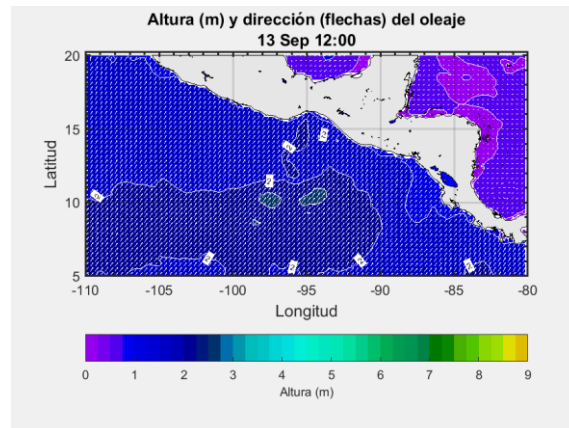 Altura (m) y dirección (flechas) del oleaje
13 Sep 12:00
20
15
10
5
Latitud
-110 -105 -100 -95 -90 -85 -80
Longitud
0 1 2 3 4 5 6 7 8 9
Altura (m)